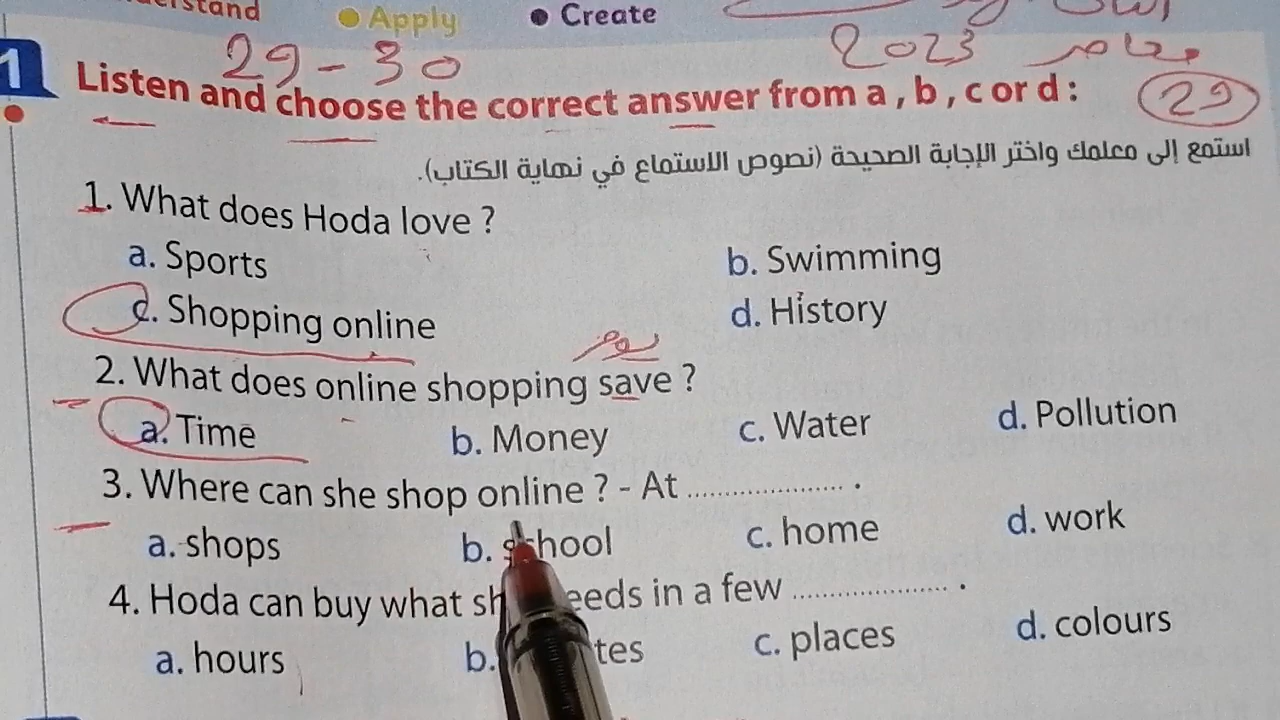 Apply Create
29-30 2023
1 Listen and choose the correct answer from a , b , c or d : 29
استمع إلى معلمك واختر الإجابة الصحيحة (نصوص الاستماع في نهاية الكتاب).
1. What does Hoda love ?
a. Sports b. Swimming
c. Shopping online d. History
2. What does online shopping save ?
a. Time b. Money c. Water d. Pollution
3. Where can she shop online ? - At .................... .
a. shops b. school c. home d. work
4. Hoda can buy what sh eeds in a few .................... .
a. hours b. tes c. places d. colours